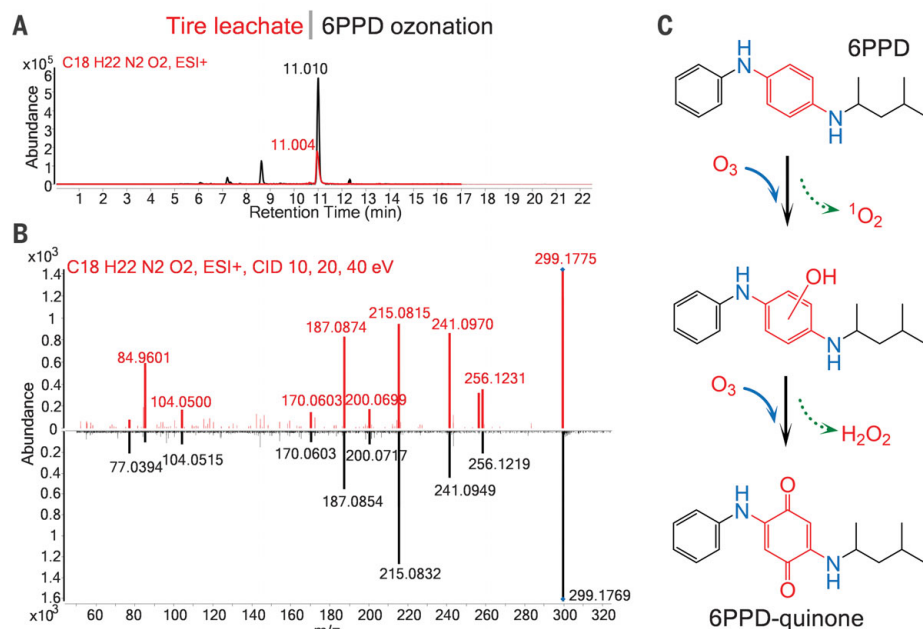 A
Tire leachate | 6PPD ozonation
x10⁵
C18 H22 N2 O2, ESI+
Abundance
6
5
4
3
2
1
0
11.010
11.004
1 2 3 4 5 6 7 8 9 10 11 12 13 14 15 16 17 18 19 20 21 22
Retention Time (min)
B
x10³
C18 H22 N2 O2, ESI+, CID 10, 20, 40 eV
Abundance
1.4
1.2
1.0
0.8
0.6
0.4
0.2
0
0.2
0.4
0.6
0.8
1.0
1.2
1.4
1.6
x10³
84.9601
104.0500
170.0603
187.0874
200.0699
215.0815
241.0970
256.1231
299.1775
77.0394
104.0515
170.0603
187.0854
200.0717
215.0832
241.0949
256.1219
299.1769
60 80 100 120 140 160 180 200 220 240 260 280 300 320
C
6PPD
H
N
N
H
O₃
¹O₂
OH
H
N
N
H
O₃
H₂O₂
O
H
N
N
H
O
6PPD-quinone